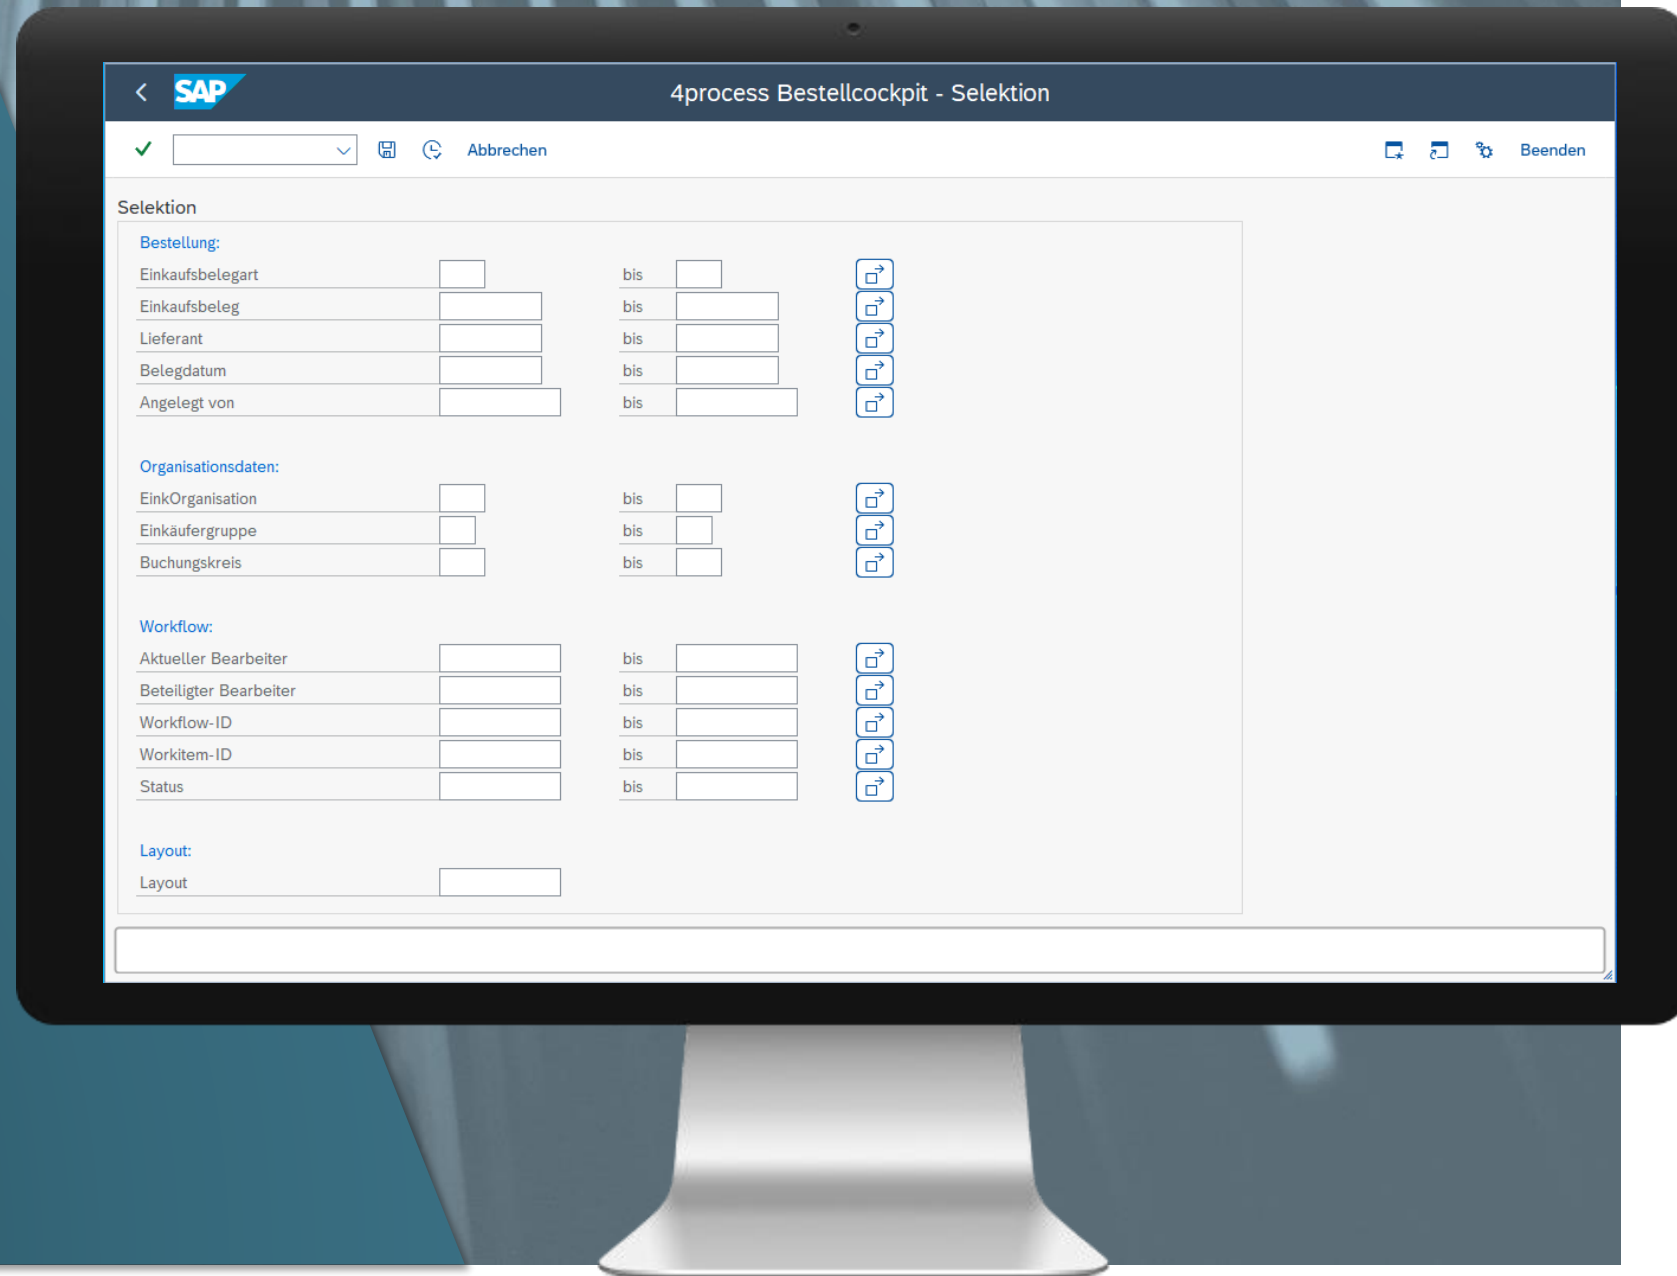 SAP
4process Bestellcockpit - Selektion
Abbrechen
Beenden
Selektion
Bestellung:
Einkaufsbelegart bis
Einkaufsbeleg bis
Lieferant bis
Belegdatum bis
Angelegt von bis
Organisationsdaten:
EinkOrganisation bis
Einkäufergruppe bis
Buchungskreis bis
Workflow:
Aktueller Bearbeiter bis
Beteiligter Bearbeiter bis
Workflow-ID bis
Workitem-ID bis
Status bis
Layout:
Layout